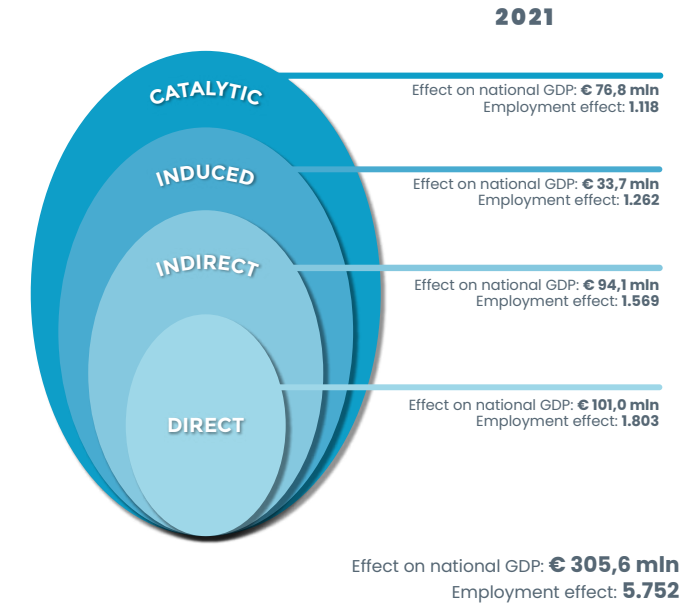 2021
CATALYTIC
Effect on national GDP: € 76,8 mln
Employment effect: 1.118
INDUCED
Effect on national GDP: € 33,7 mln
Employment effect: 1.262
INDIRECT
Effect on national GDP: € 94,1 mln
Employment effect: 1.569
DIRECT
Effect on national GDP: € 101,0 mln
Employment effect: 1.803
Effect on national GDP: € 305,6 mln
Employment effect: 5.752